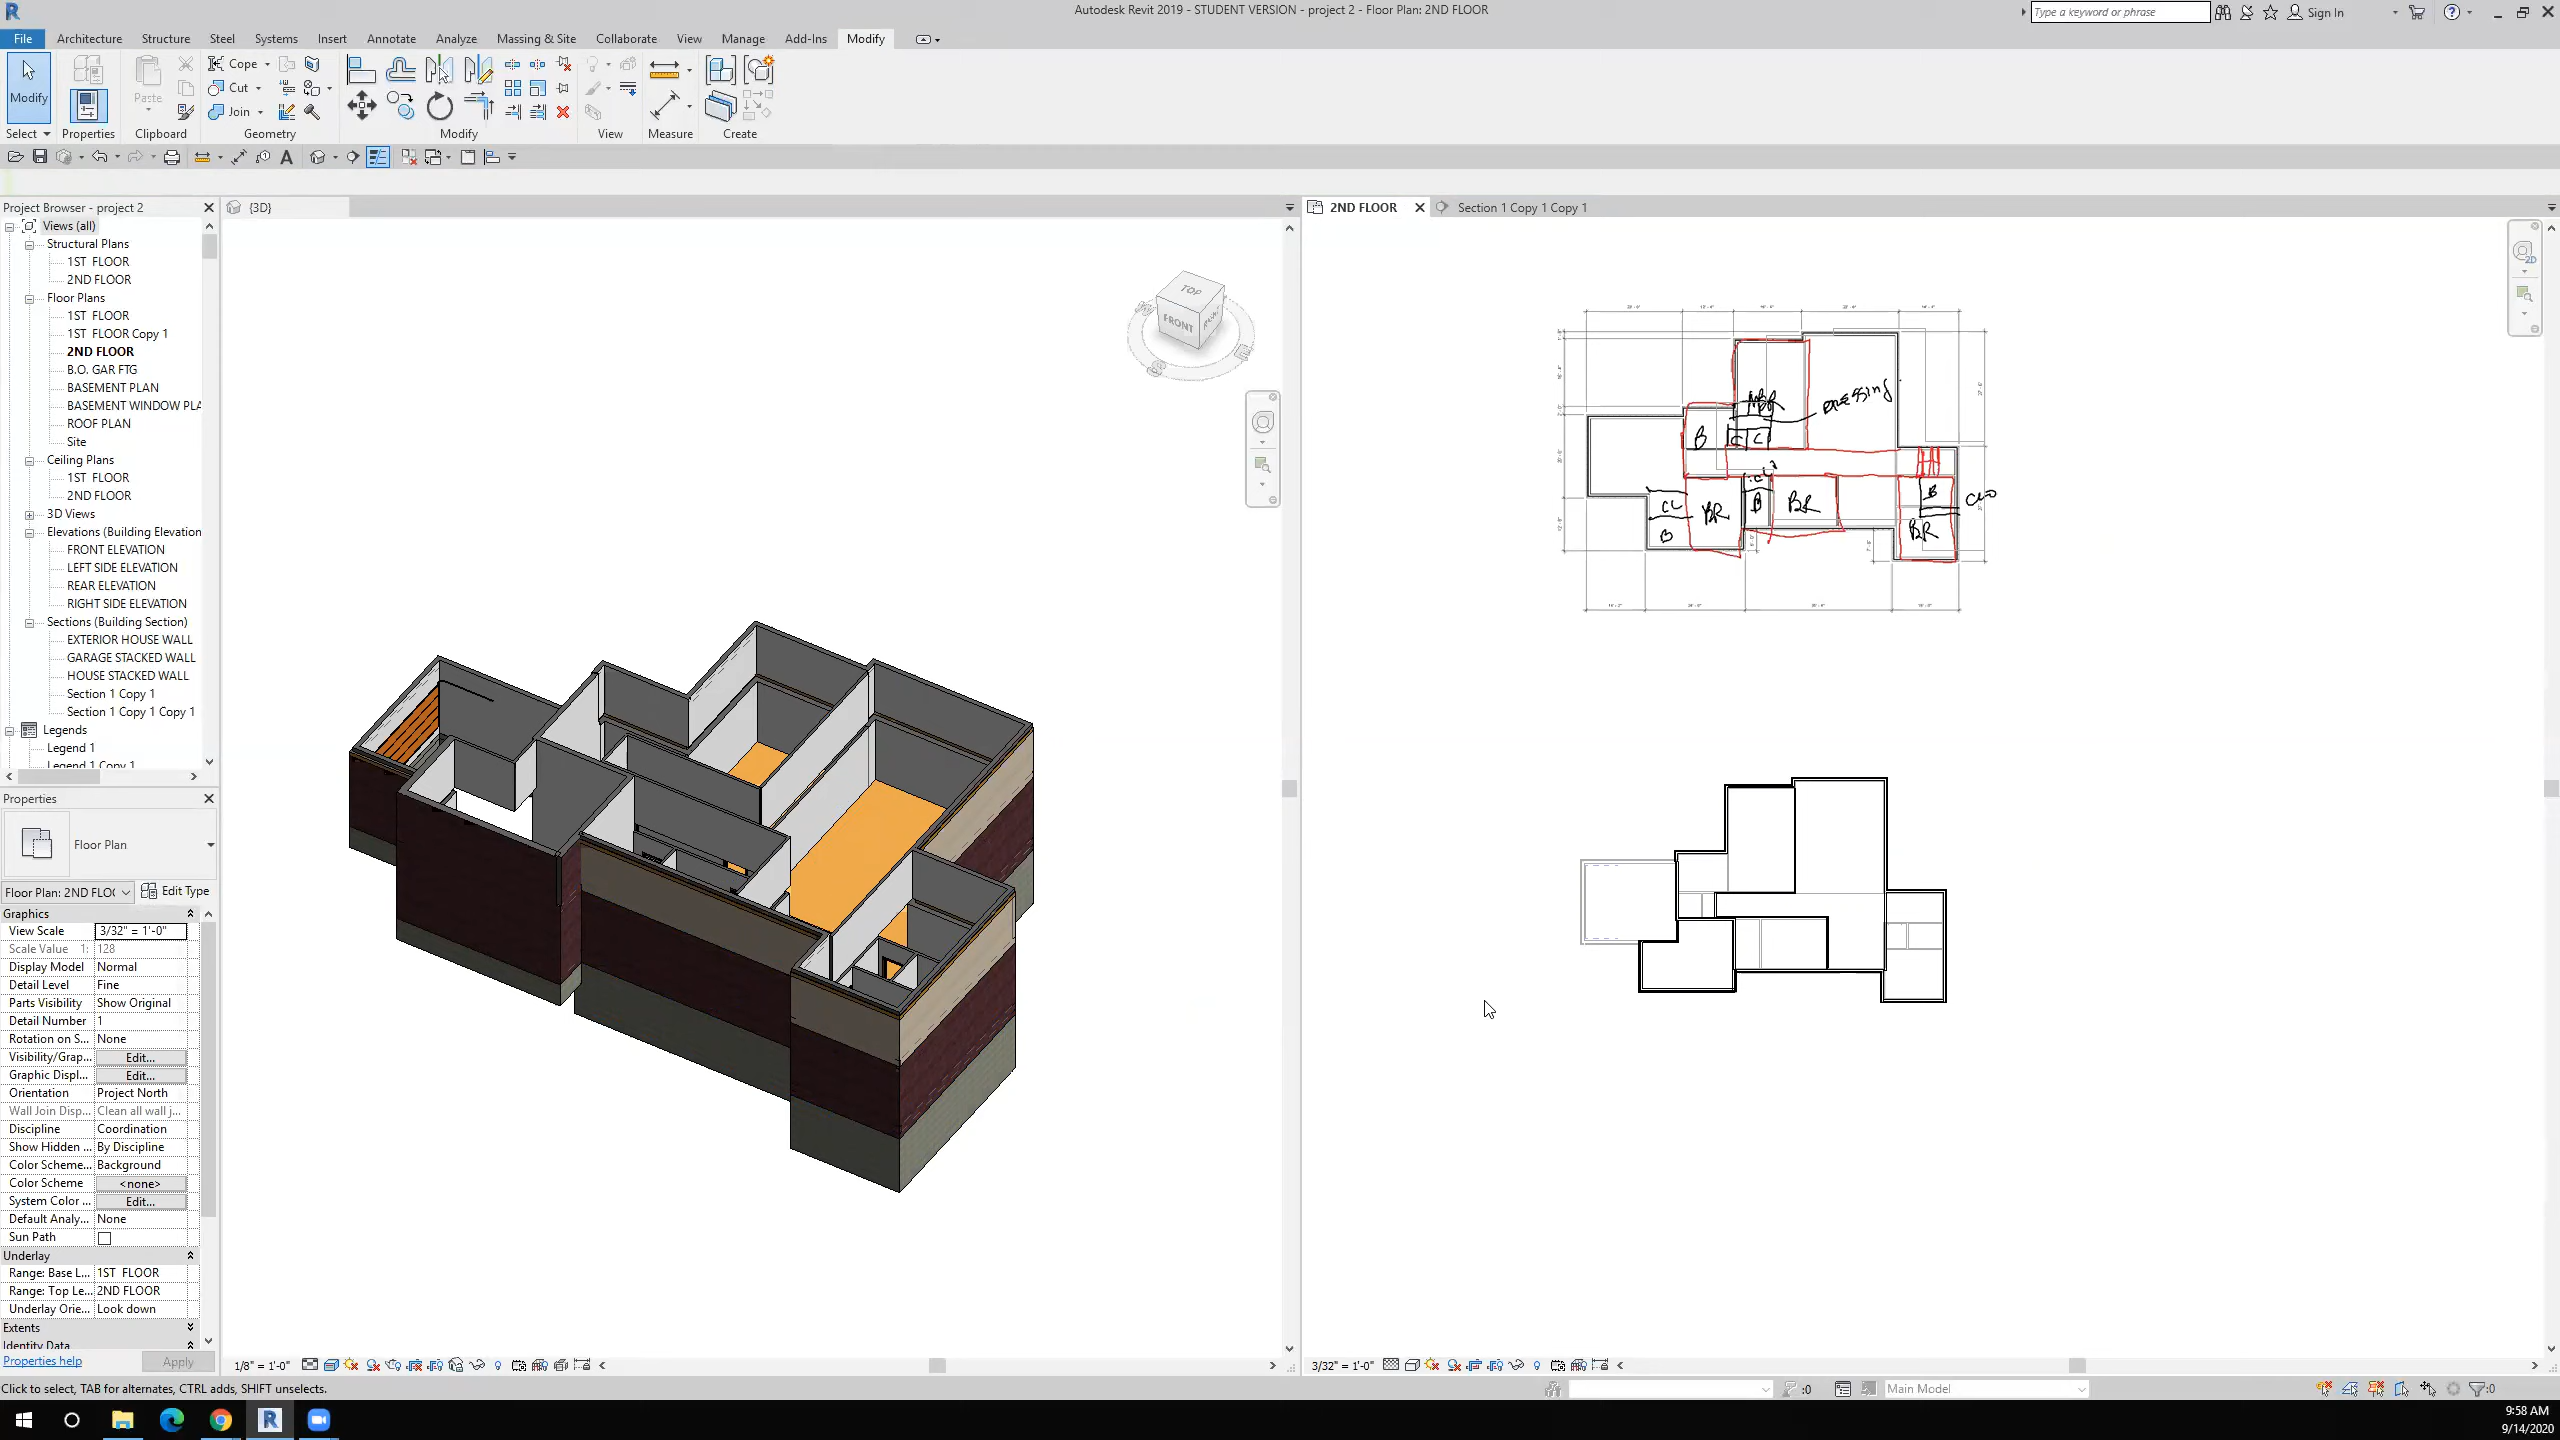 Autodesk Revit 2019 - STUDENT VERSION - project 2 - Floor Plan: 2ND FLOOR
Type a keyword or phrase
Sign In
File Architecture Structure Steel Systems Insert Annotate Analyze Massing & Site Collaborate View Manage Add-Ins Modify
Modify
Paste
Cope
Cut
Join
Select Properties Clipboard Geometry Modify View Measure Create
Project Browser - project 2
Views (all)
Structural Plans
1ST FLOOR
2ND FLOOR
Floor Plans
1ST FLOOR
1ST FLOOR Copy 1
2ND FLOOR
B.O. GAR FTG
BASEMENT PLAN
BASEMENT WINDOW PLA
ROOF PLAN
Site
Ceiling Plans
1ST FLOOR
2ND FLOOR
3D Views
Elevations (Building Elevation
FRONT ELEVATION
LEFT SIDE ELEVATION
REAR ELEVATION
RIGHT SIDE ELEVATION
Sections (Building Section)
EXTERIOR HOUSE WALL
GARAGE STACKED WALL
HOUSE STACKED WALL
Section 1 Copy 1
Section 1 Copy 1 Copy 1
Legends
Legend 1
Legend 1 Copy 1
Properties
Floor Plan
Floor Plan: 2ND FLO( Edit Type
Graphics
View Scale 3/32" = 1'-0"
Scale Value 1: 128
Display Model Normal
Detail Level Fine
Parts Visibility Show Original
Detail Number 1
Rotation on S... None
Visibility/Grap... Edit...
Graphic Displ... Edit...
Orientation Project North
Wall Join Disp... Clean all wall j...
Discipline Coordination
Show Hidden ... By Discipline
Color Scheme... Background
Color Scheme <none>
System Color ... Edit...
Default Analy... None
Sun Path
Underlay
Range: Base L... 1ST FLOOR
Range: Top Le... 2ND FLOOR
Underlay Orie... Look down
Extents
Identity Data
Properties help Apply
{3D}
TOP
FRONT
1/8" = 1'-0"
2ND FLOOR
Section 1 Copy 1 Copy 1
2D
MBR
DRESSING
B C C
CL
CL B BR B BR
B BR
3/32" = 1'-0"
Click to select, TAB for alternates, CTRL adds, SHIFT unselects.
:0
Main Model
:0
9:58 AM
9/14/2020